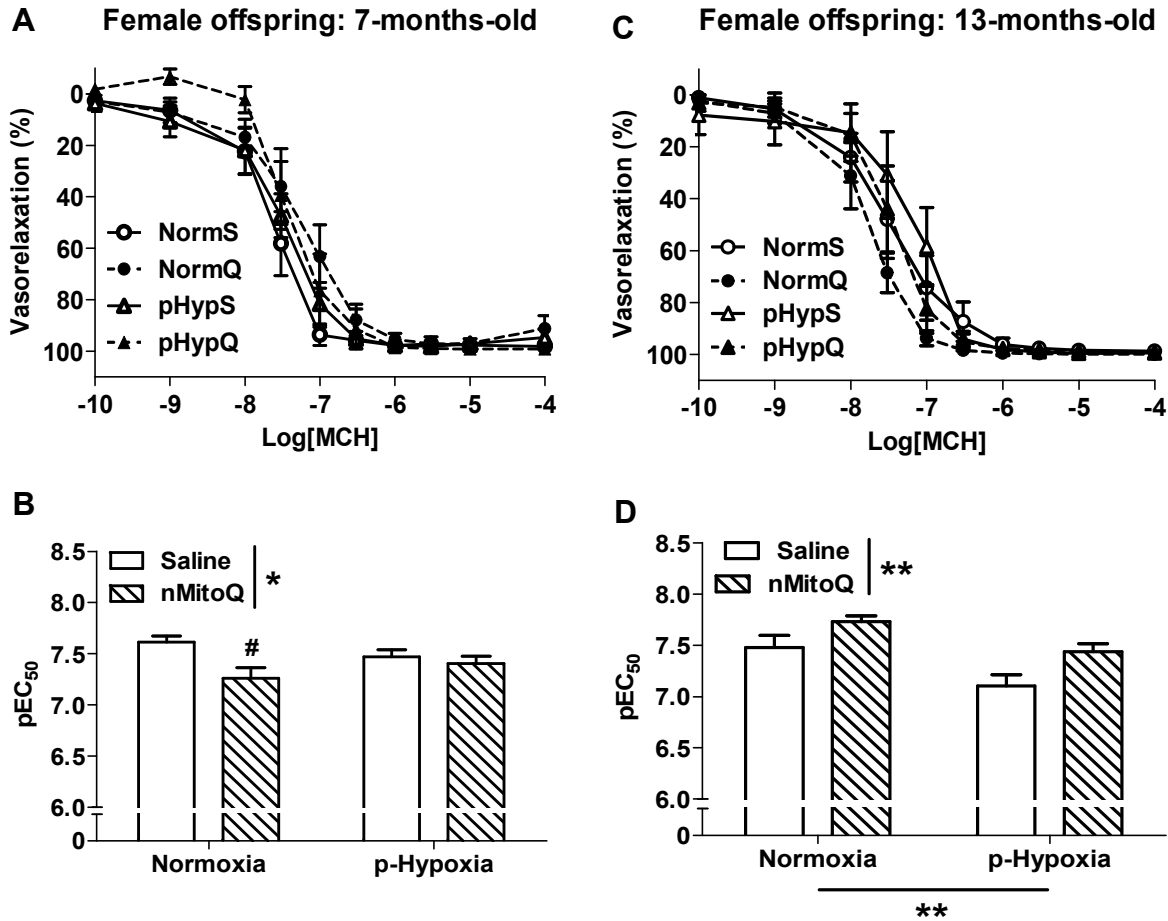 A Female offspring: 7-months-old
Vasorelaxation (%)
0
20
40
60
80
100
NormS
NormQ
pHypS
pHypQ
-10 -9 -8 -7 -6 -5 -4
Log[MCH]
C Female offspring: 13-months-old
Vasorelaxation (%)
0
20
40
60
80
100
NormS
NormQ
pHypS
pHypQ
-10 -9 -8 -7 -6 -5 -4
Log[MCH]
B
pEC50
8.5
8.0
7.5
7.0
6.5
6.0
0
Saline
nMitoQ
*
#
Normoxia p-Hypoxia
D
pEC50
8.5
8.0
7.5
7.0
6.5
6.0
0
Saline
nMitoQ
**
Normoxia p-Hypoxia
**